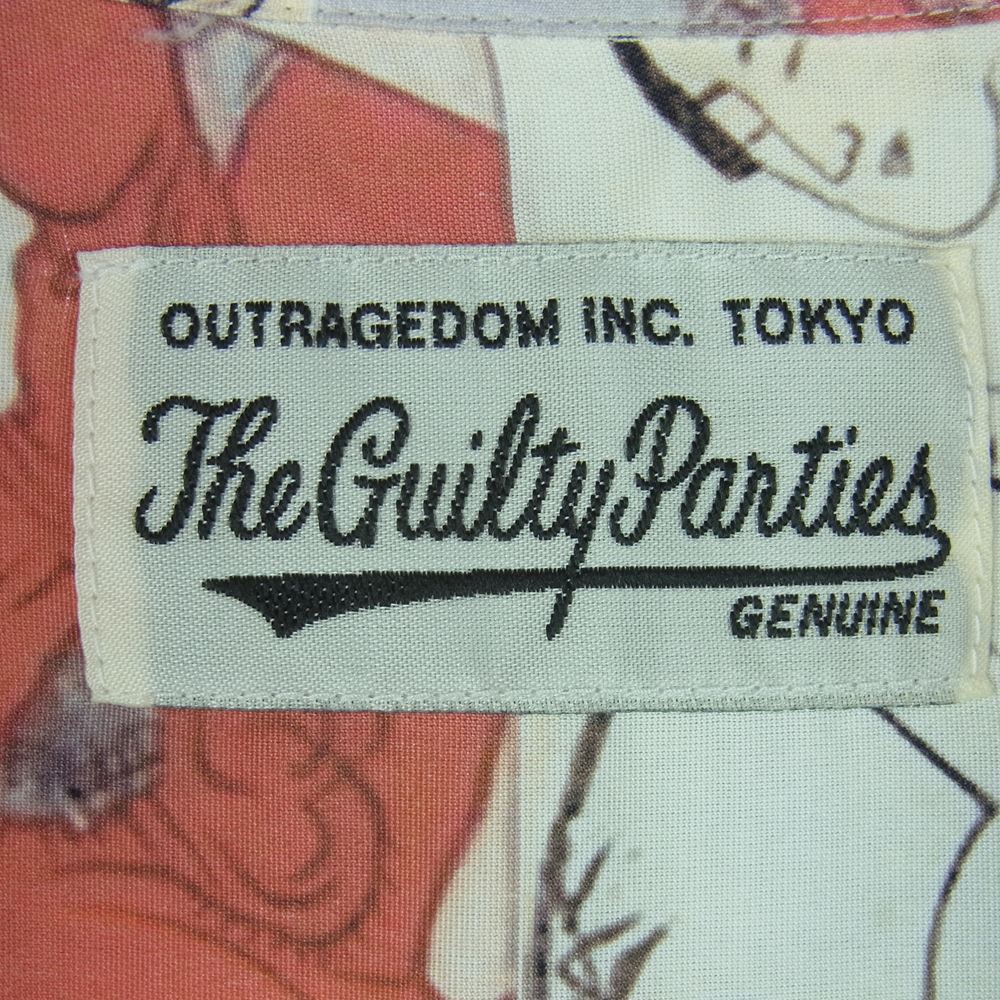 OUTRAGEDOM INC. TOKYO
The Guilty Parties
GENUINE